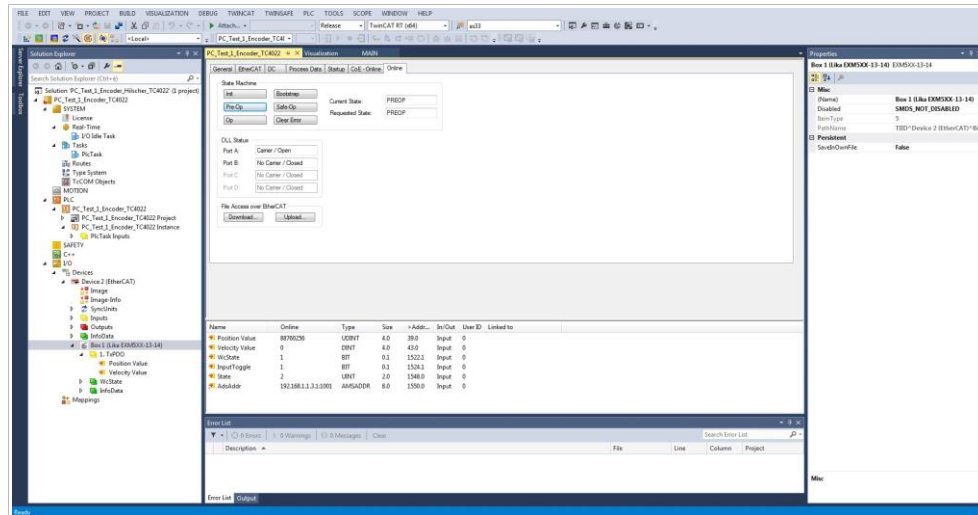 FILE EDIT VIEW PROJECT BUILD VISUALIZATION DEBUG TWINCAT TWINSAFE PLC TOOLS SCOPE WINDOW HELP
Attach... Release TwinCAT RT (x64) as33
<Local> PC_Test_1_Encoder_TC4
Server Explorer
Toolbox
Solution Explorer
Search Solution Explorer (Ctrl+è)
Solution 'PC_Test_1_Encoder_Hilscher_TC4022' (1 project)
PC_Test_1_Encoder_TC4022
SYSTEM
License
Real-Time
I/O Idle Task
Tasks
PlcTask
Routes
Type System
TcCOM Objects
MOTION
PLC
PC_Test_1_Encoder_TC4022
PC_Test_1_Encoder_TC4022 Project
PC_Test_1_Encoder_TC4022 Instance
PlcTask Inputs
SAFETY
C++
I/O
Devices
Device 2 (EtherCAT)
Image
Image-Info
SyncUnits
Inputs
Outputs
InfoData
Box 1 (Lika EXM5XX-13-14)
1. TxPDO
Position Value
Velocity Value
WcState
InfoData
Mappings
PC_Test_1_Encoder_TC4022 Visualization MAIN
General EtherCAT DC Process Data Startup CoE - Online Online
State Machine
Init Bootstrap
Pre-Op Safe-Op
Op Clear Error
Current State: PREOP
Requested State: PREOP
DLL Status
Port A: Carrier / Open
Port B: No Carrier / Closed
Port C: No Carrier / Closed
Port D: No Carrier / Closed
File Access over EtherCAT
Download... Upload...
Name Online Type Size >Addr... In/Out User ID Linked to
Position Value 88760256 UDINT 4.0 39.0 Input 0
Velocity Value 0 DINT 4.0 43.0 Input 0
WcState 1 BIT 0.1 1522.1 Input 0
InputToggle 1 BIT 0.1 1524.1 Input 0
State 2 UINT 2.0 1548.0 Input 0
AdsAddr 192.168.1.1.3.1:1001 AMSADDR 8.0 1550.0 Input 0
Error List
0 Errors 0 Warnings 0 Messages Clear
Search Error List
Description File Line Column Project
Error List Output
Properties
Box 1 (Lika EXM5XX-13-14) EXM5XX-13-14
Misc
(Name) Box 1 (Lika EXM5XX-13-14)
Disabled SMDS_NOT_DISABLED
ItemType 5
PathName TIID^Device 2 (EtherCAT)^B
Persistent
SaveInOwnFile False
Misc
Ready